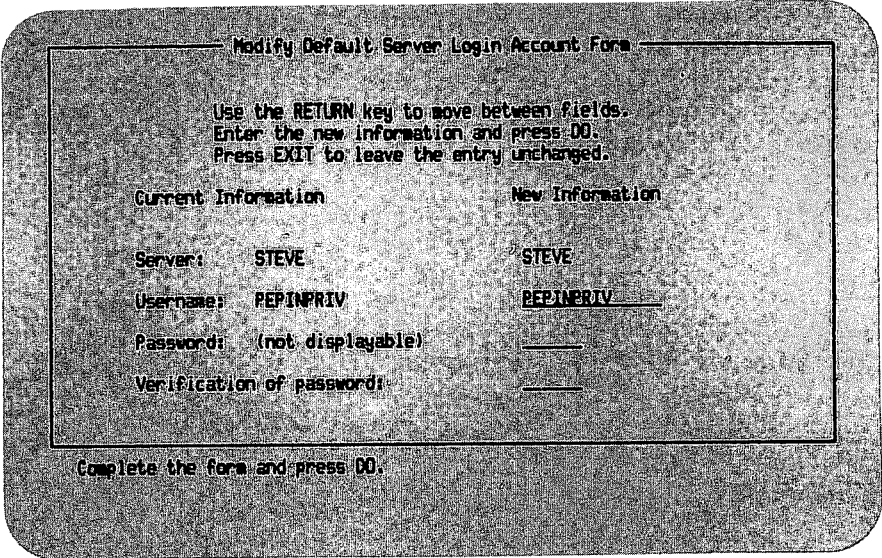 Modify Default Server Login Account Form
Use the RETURN key to move between fields.
Enter the new information and press DO.
Press EXIT to leave the entry unchanged.
Current Information New Information
Server: STEVE STEVE
Username: PEPINPRIV PEPINPRIV
Password: (not displayable)
Verification of password:
Complete the form and press DO.